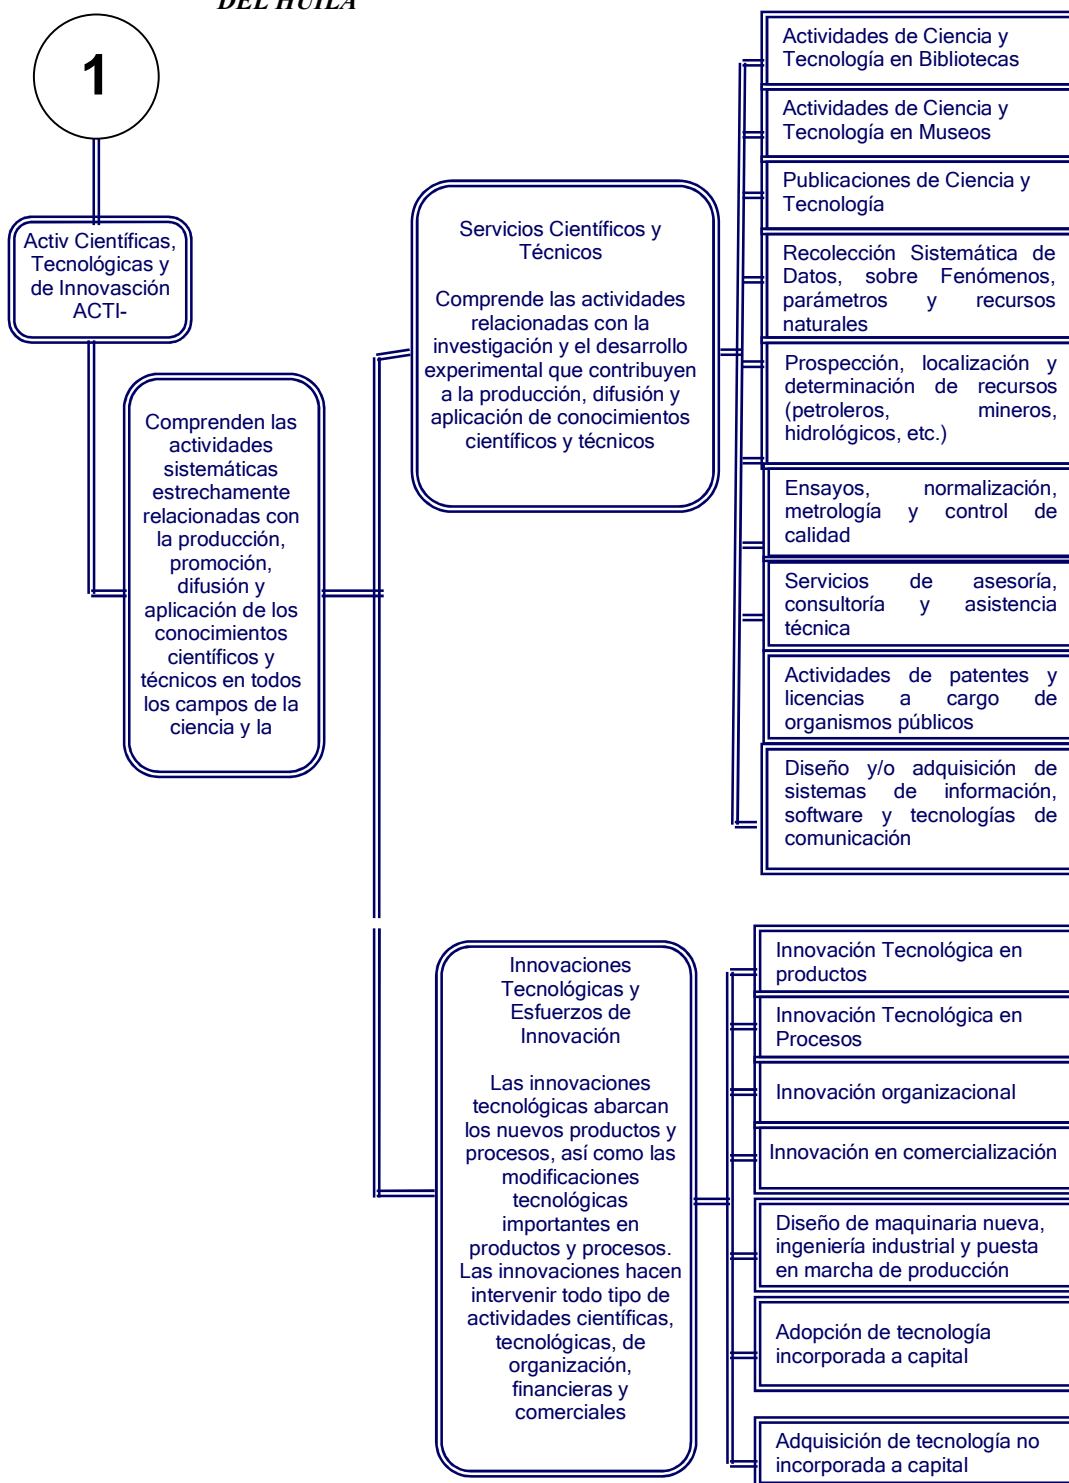 DEL HUILA
1
Activ Científicas,
Tecnológicas y
de Innovasción
ACTI-
Comprenden las
actividades
sistemáticas
estrechamente
relacionadas con
la producción,
promoción,
difusión y
aplicación de los
conocimientos
científicos y
técnicos en todos
los campos de la
ciencia y la
Servicios Científicos y
Técnicos
Comprende las actividades
relacionadas con la
investigación y el desarrollo
experimental que contribuyen
a la producción, difusión y
aplicación de conocimientos
científicos y técnicos
Actividades de Ciencia y
Tecnología en Bibliotecas
Actividades de Ciencia y
Tecnología en Museos
Publicaciones de Ciencia y
Tecnología
Recolección Sistemática de
Datos, sobre Fenómenos,
parámetros y recursos
naturales
Prospección, localización y
determinación de recursos
(petroleros, mineros,
hidrológicos, etc.)
Ensayos, normalización,
metrología y control de
calidad
Servicios de asesoría,
consultoría y asistencia
técnica
Actividades de patentes y
licencias a cargo de
organismos públicos
Diseño y/o adquisición de
sistemas de información,
software y tecnologías de
comunicación
Innovaciones
Tecnológicas y
Esfuerzos de
Innovación
Las innovaciones
tecnológicas abarcan
los nuevos productos y
procesos, así como las
modificaciones
tecnológicas
importantes en
productos y procesos.
Las innovaciones hacen
intervenir todo tipo de
actividades científicas,
tecnológicas, de
organización,
financieras y
comerciales
Innovación Tecnológica en
productos
Innovación Tecnológica en
Procesos
Innovación organizacional
Innovación en comercialización
Diseño de maquinaria nueva,
ingeniería industrial y puesta
en marcha de producción
Adopción de tecnología
incorporada a capital
Adquisición de tecnología no
incorporada a capital